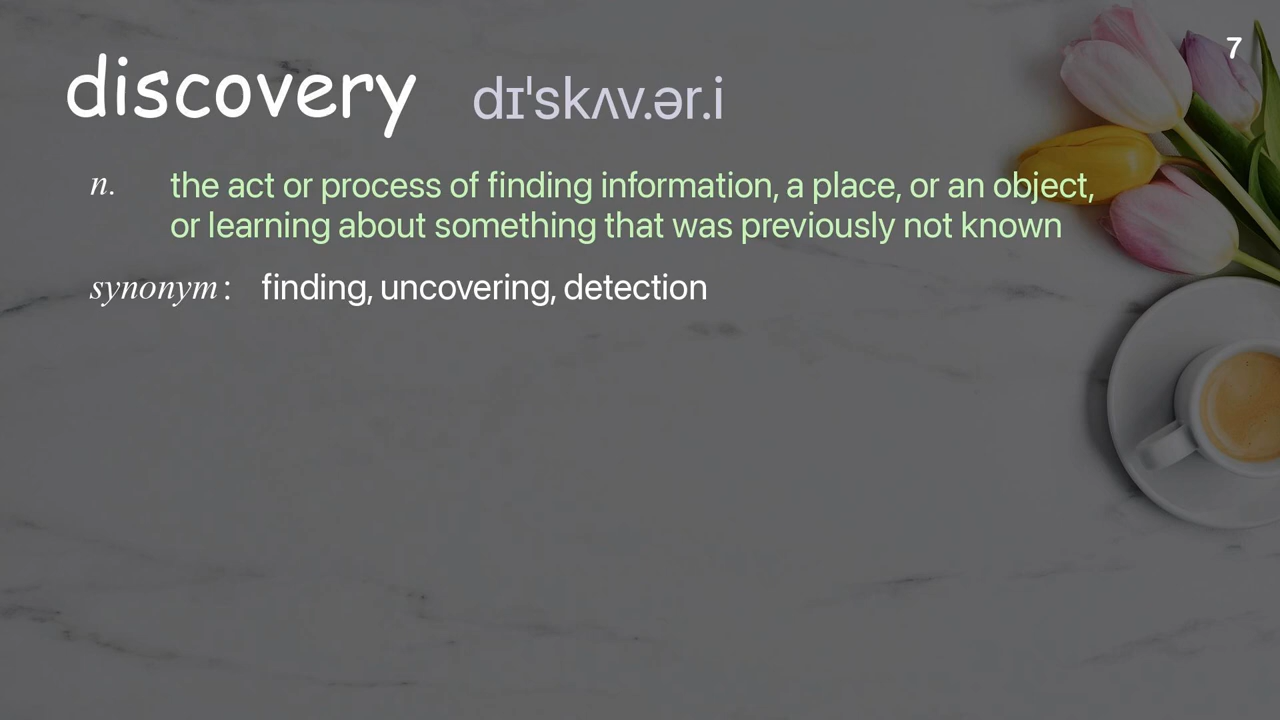 7
discovery dɪˈskʌv.ər.i
n. the act or process of finding information, a place, or an object,
or learning about something that was previously not known
synonym: finding, uncovering, detection